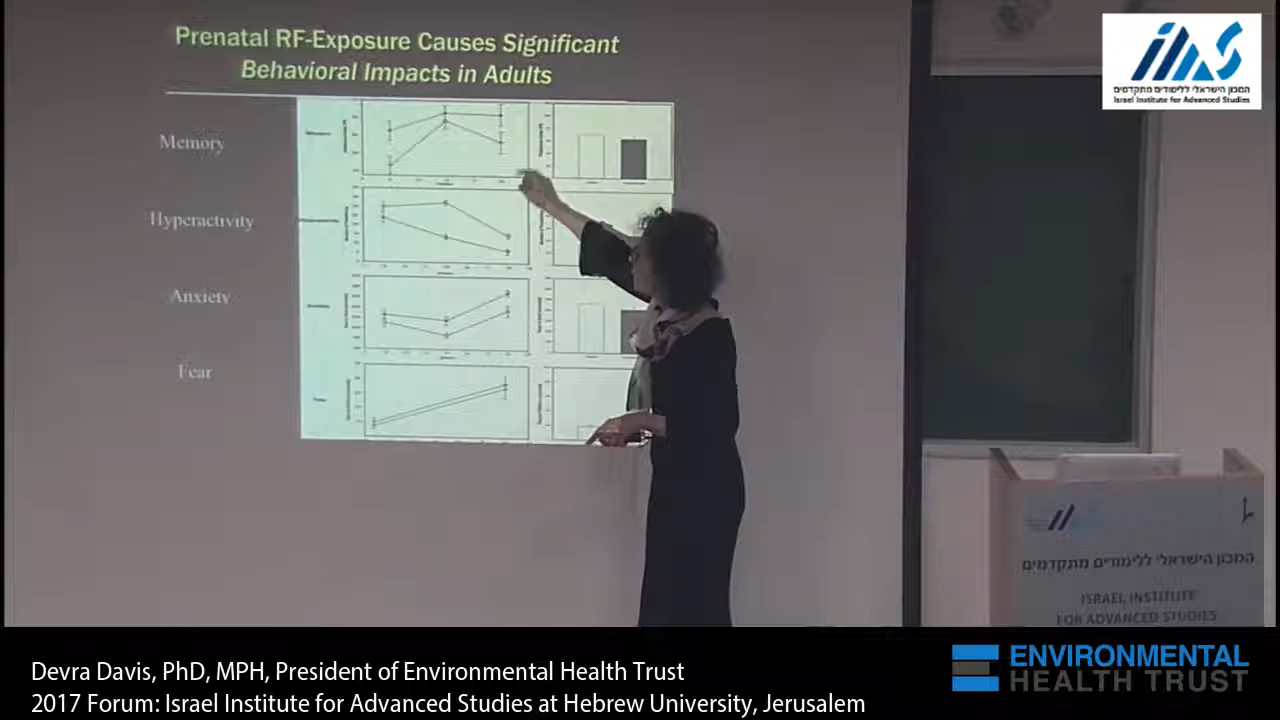 Prenatal RF-Exposure Causes Significant
Behavioral Impacts in Adults
Memory
Hyperactivity
Anxiety
Fear
המכון הישראלי ללימודים מתקדמים
Israel Institute for Advanced Studies
המכון הישראלי ללימודים מתקדמים
ISRAEL INSTITUTE
FOR ADVANCED STUDIES
Devra Davis, PhD, MPH, President of Environmental Health Trust
2017 Forum: Israel Institute for Advanced Studies at Hebrew University, Jerusalem
ENVIRONMENTAL
HEALTH TRUST